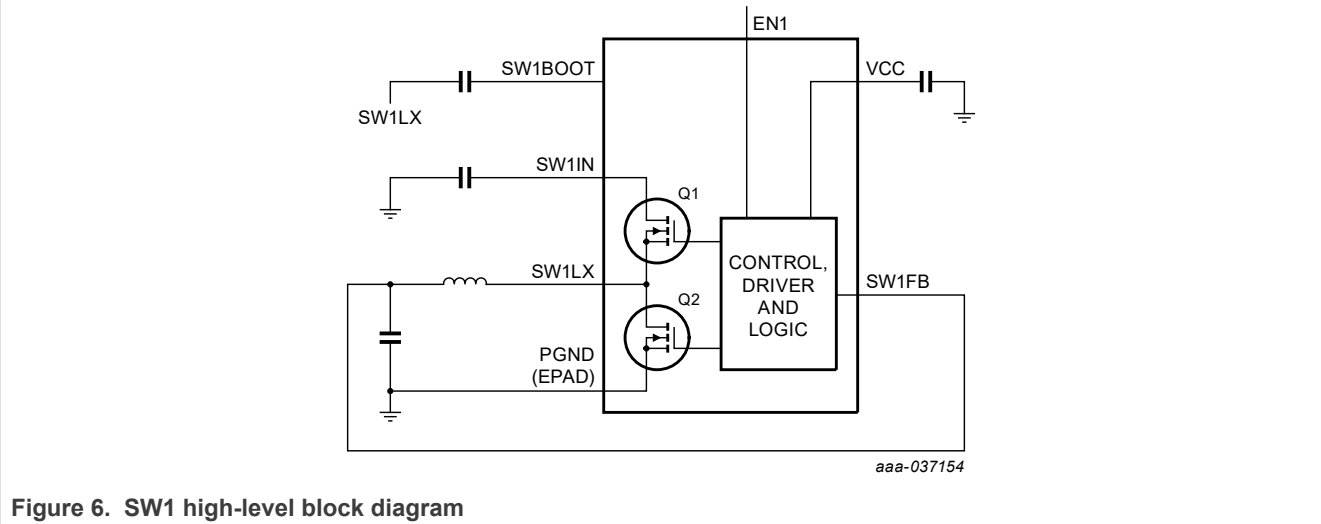 EN1
SW1BOOT
VCC
SW1LX
SW1IN
Q1
SW1LX
CONTROL,
DRIVER
AND
LOGIC
SW1FB
Q2
PGND
(EPAD)
aaa-037154
Figure 6. SW1 high-level block diagram